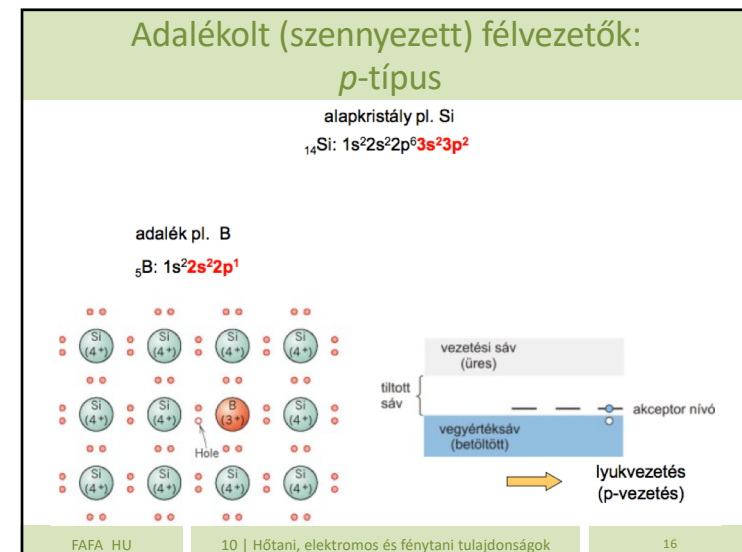 Adalékolt (szennyezett) félvezetők:
p-típus
alapkristály pl. Si
₁₄Si: 1s²2s²2p⁶3s²3p²
adalék pl. B
₅B: 1s²2s²2p¹
Si Si Si Si
(4⁺) (4⁺) (4⁺) (4⁺)
Si Si B Si
(4⁺) (4⁺) (3⁺) (4⁺)
Hole
Si Si Si Si
(4⁺) (4⁺) (4⁺) (4⁺)
vezetési sáv
(üres)
tiltott
sáv
akceptor nívó
vegyértéksáv
(betöltött)
lyukvezetés
(p-vezetés)
FAFA_HU
10 | Hőtani, elektromos és fénytani tulajdonságok
16